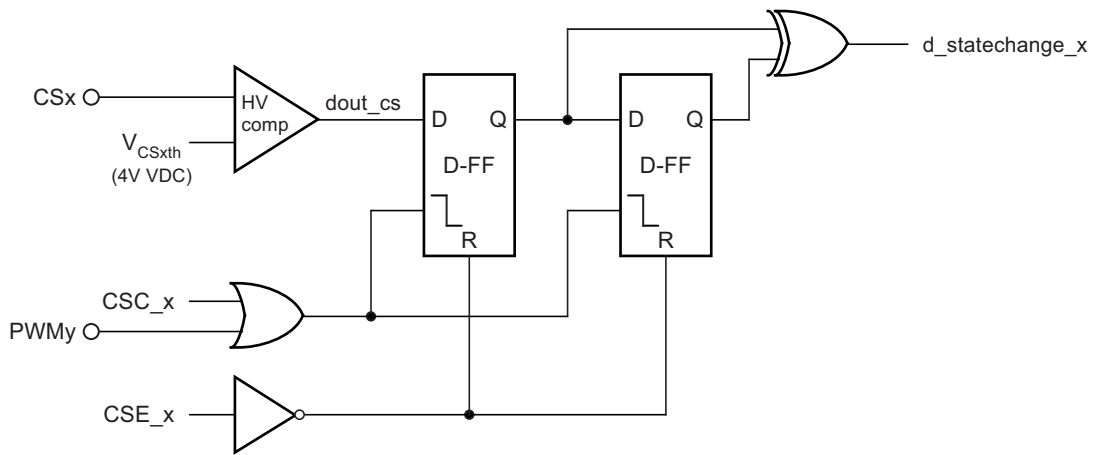 d_statechange_x
CSx
HV
comp
dout_cs
V_CSxth
(4V VDC)
D
Q
D-FF
R
D
Q
D-FF
R
CSC_x
PWMy
CSE_x